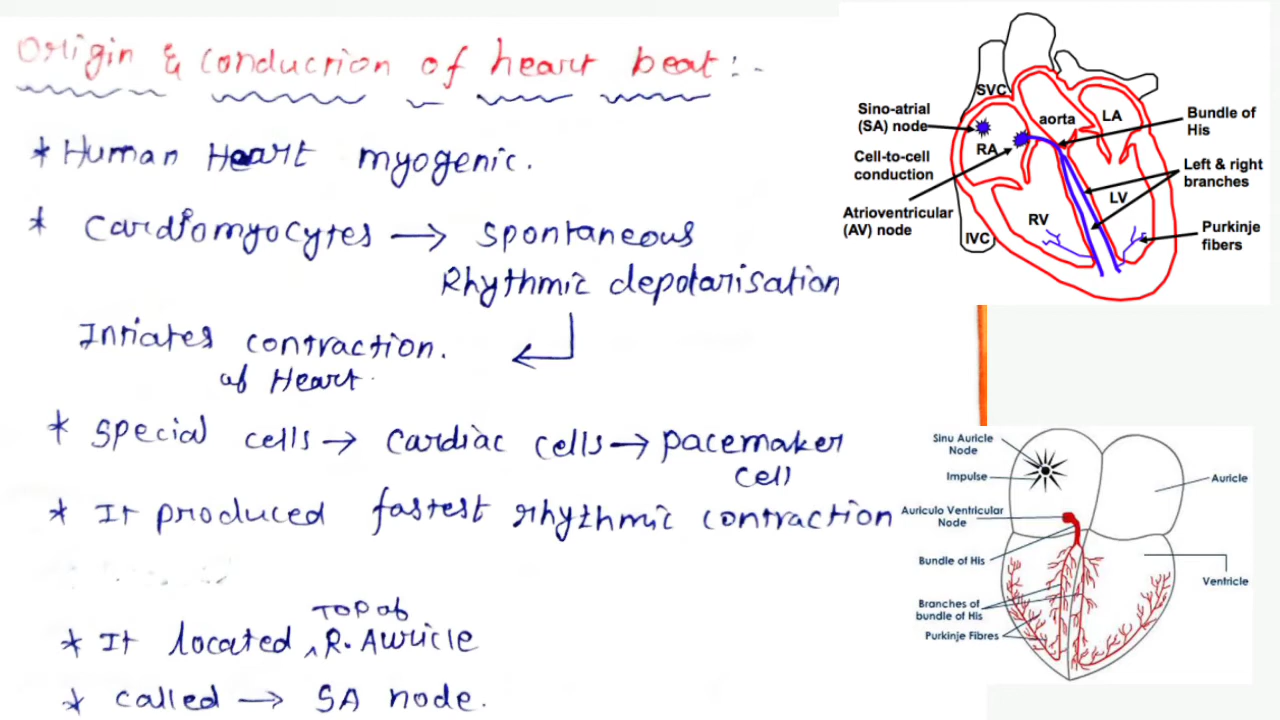 Origin & conduction of heart beat:-
* Human Heart myogenic.
* Cardiomyocytes → spontaneous
Rhythmic depolarisation
Intiates contraction.
of Heart.
* special cells → cardiac cells → pacemaker
cell
* It produced fastest rhythmic contraction
TOP of
* It located ^ R. Auricle
* called → SA node.
SVC
Sino-atrial
(SA) node
aorta
LA
Bundle of
His
RA
Cell-to-cell
conduction
Left & right
branches
LV
Atrioventricular
(AV) node
RV
IVC
Purkinje
fibers
Sinu Auricle
Node
Impulse
Auricle
Auriculo Ventricular
Node
Bundle of His
Ventricle
Branches of
bundle of His
Purkinje Fibres